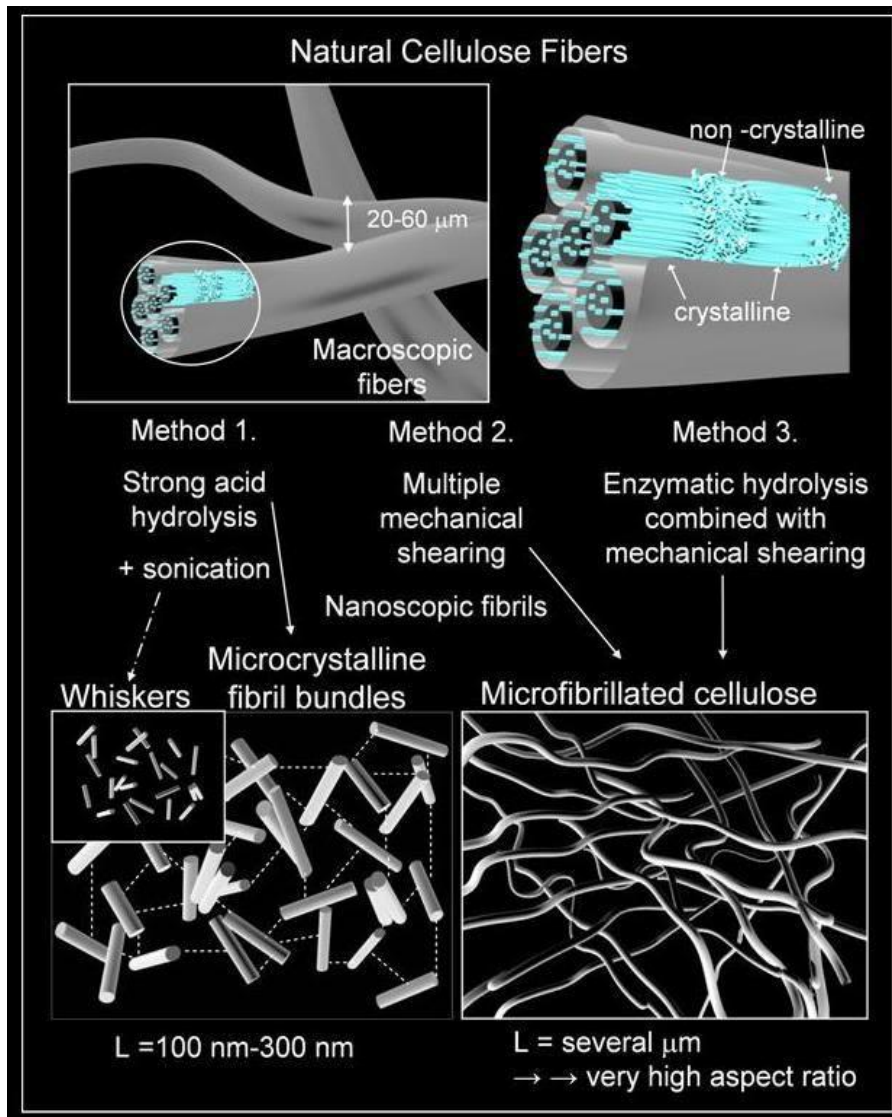 Natural Cellulose Fibers
non -crystalline
20-60 μm
crystalline
Macroscopic
fibers
Method 1.
Method 2.
Method 3.
Strong acid
hydrolysis
+ sonication
Multiple
mechanical
shearing
Enzymatic hydrolysis
combined with
mechanical shearing
Nanoscopic fibrils
Whiskers
Microcrystalline
fibril bundles
Microfibrillated cellulose
L =100 nm-300 nm
L = several μm
→ → very high aspect ratio